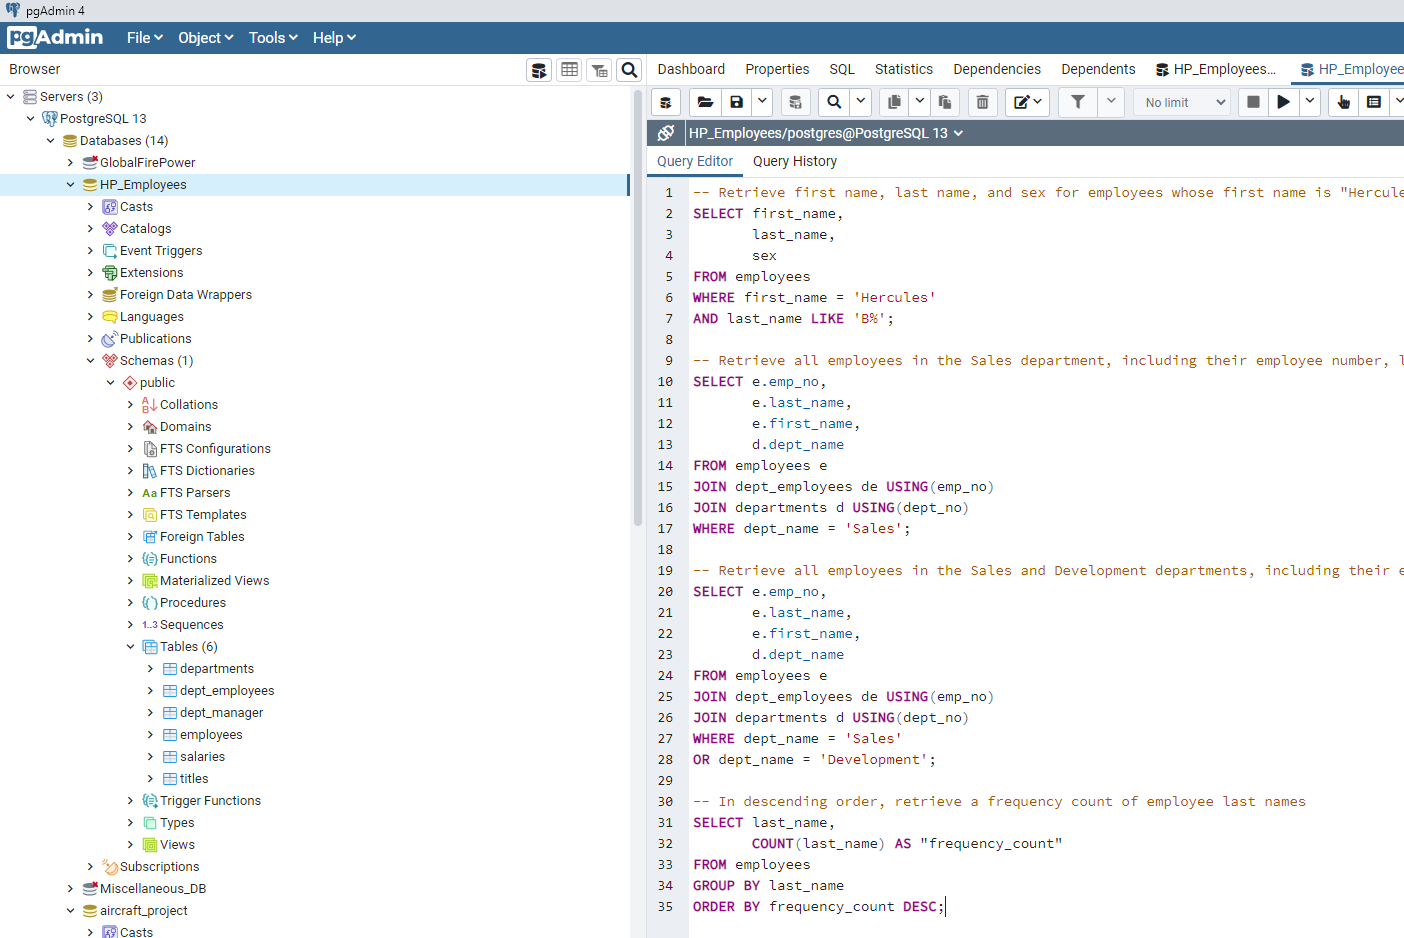 pgAdmin 4
pgAdmin File Object Tools Help
Browser
Servers (3)
PostgreSQL 13
Databases (14)
GlobalFirePower
HP_Employees
Casts
Catalogs
Event Triggers
Extensions
Foreign Data Wrappers
Languages
Publications
Schemas (1)
public
Collations
Domains
FTS Configurations
FTS Dictionaries
Aa FTS Parsers
FTS Templates
Foreign Tables
Functions
Materialized Views
Procedures
1..3 Sequences
Tables (6)
departments
dept_employees
dept_manager
employees
salaries
titles
Trigger Functions
Types
Views
Subscriptions
Miscellaneous_DB
aircraft_project
Casts
Dashboard Properties SQL Statistics Dependencies Dependents HP_Employees... HP_Employee
No limit
HP_Employees/postgres@PostgreSQL 13
Query Editor Query History
1 -- Retrieve first name, last name, and sex for employees whose first name is "Hercule
2 SELECT first_name,
3 last_name,
4 sex
5 FROM employees
6 WHERE first_name = 'Hercules'
7 AND last_name LIKE 'B%';
8
9 -- Retrieve all employees in the Sales department, including their employee number, l
10 SELECT e.emp_no,
11 e.last_name,
12 e.first_name,
13 d.dept_name
14 FROM employees e
15 JOIN dept_employees de USING(emp_no)
16 JOIN departments d USING(dept_no)
17 WHERE dept_name = 'Sales';
18
19 -- Retrieve all employees in the Sales and Development departments, including their e
20 SELECT e.emp_no,
21 e.last_name,
22 e.first_name,
23 d.dept_name
24 FROM employees e
25 JOIN dept_employees de USING(emp_no)
26 JOIN departments d USING(dept_no)
27 WHERE dept_name = 'Sales'
28 OR dept_name = 'Development';
29
30 -- In descending order, retrieve a frequency count of employee last names
31 SELECT last_name,
32 COUNT(last_name) AS "frequency_count"
33 FROM employees
34 GROUP BY last_name
35 ORDER BY frequency_count DESC;